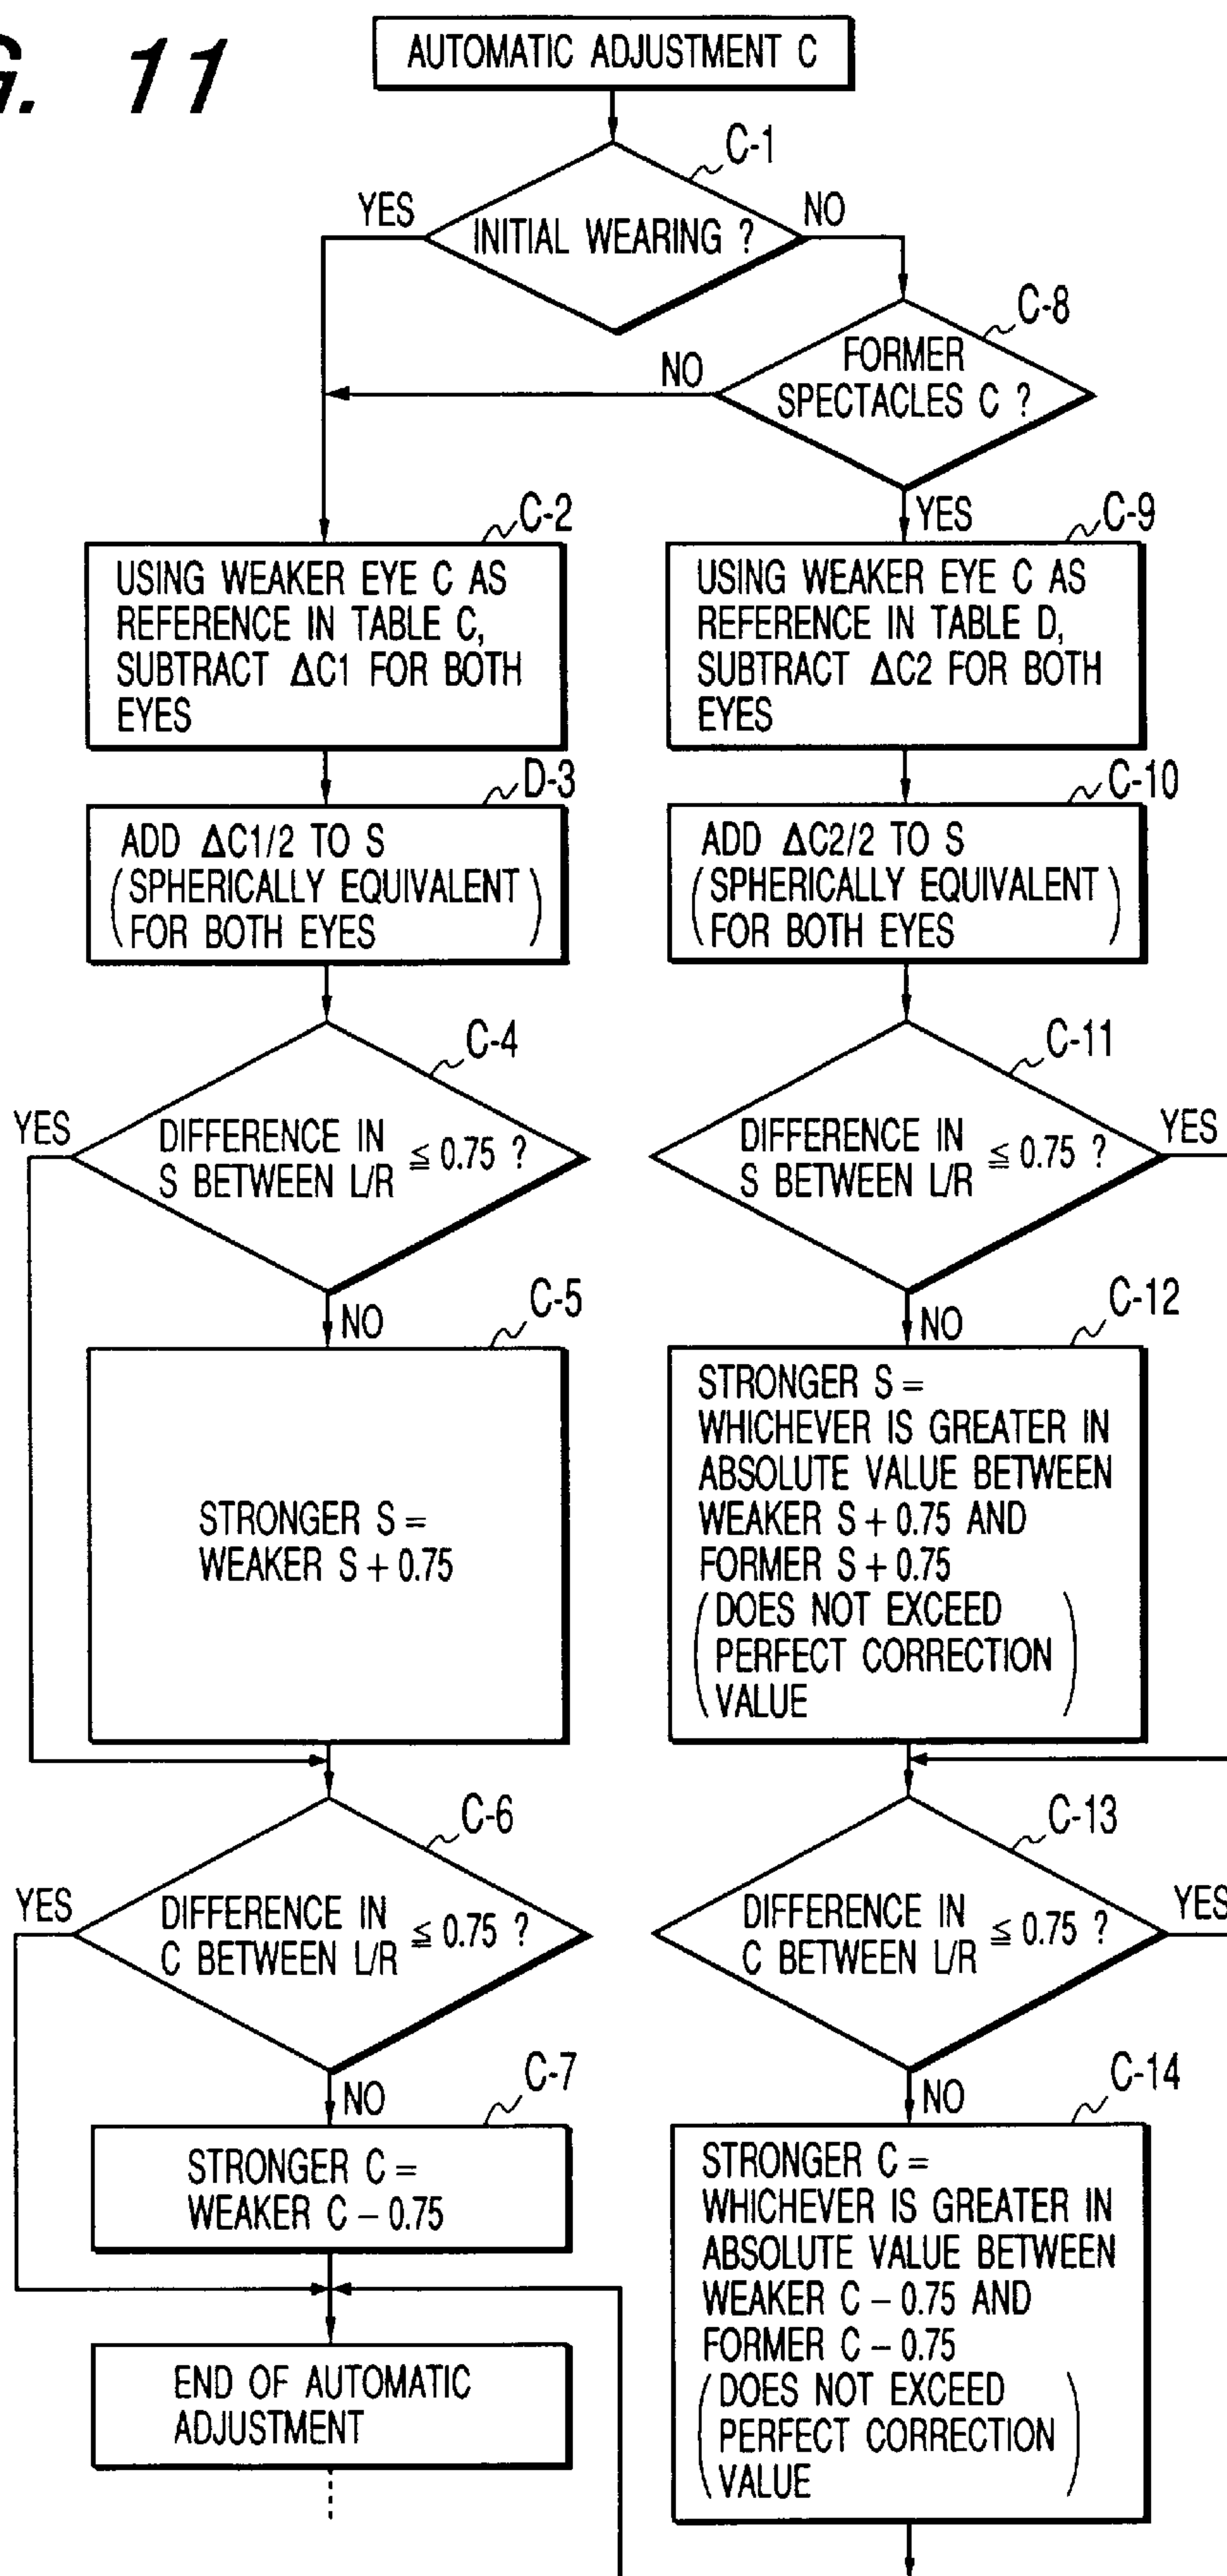 G. 11
AUTOMATIC ADJUSTMENT C
C-1
YES
INITIAL WEARING ?
NO
C-8
FORMER
SPECTACLES C ?
NO
YES
C-2
USING WEAKER EYE C AS
REFERENCE IN TABLE C,
SUBTRACT ΔC1 FOR BOTH
EYES
C-9
USING WEAKER EYE C AS
REFERENCE IN TABLE D,
SUBTRACT ΔC2 FOR BOTH
EYES
D-3
ADD ΔC1/2 TO S
(SPHERICALLY EQUIVALENT
FOR BOTH EYES)
C-10
ADD ΔC2/2 TO S
(SPHERICALLY EQUIVALENT
FOR BOTH EYES)
C-4
YES
DIFFERENCE IN
S BETWEEN L/R ≦ 0.75 ?
NO
C-11
DIFFERENCE IN
S BETWEEN L/R ≦ 0.75 ?
YES
NO
C-5
STRONGER S =
WEAKER S + 0.75
C-12
STRONGER S =
WHICHEVER IS GREATER IN
ABSOLUTE VALUE BETWEEN
WEAKER S + 0.75 AND
FORMER S + 0.75
(DOES NOT EXCEED
PERFECT CORRECTION
VALUE)
C-6
YES
DIFFERENCE IN
C BETWEEN L/R ≦ 0.75 ?
NO
C-13
DIFFERENCE IN
C BETWEEN L/R ≦ 0.75 ?
YES
NO
C-7
STRONGER C =
WEAKER C – 0.75
C-14
STRONGER C =
WHICHEVER IS GREATER IN
ABSOLUTE VALUE BETWEEN
WEAKER C – 0.75 AND
FORMER C – 0.75
(DOES NOT EXCEED
PERFECT CORRECTION
VALUE)
END OF AUTOMATIC
ADJUSTMENT